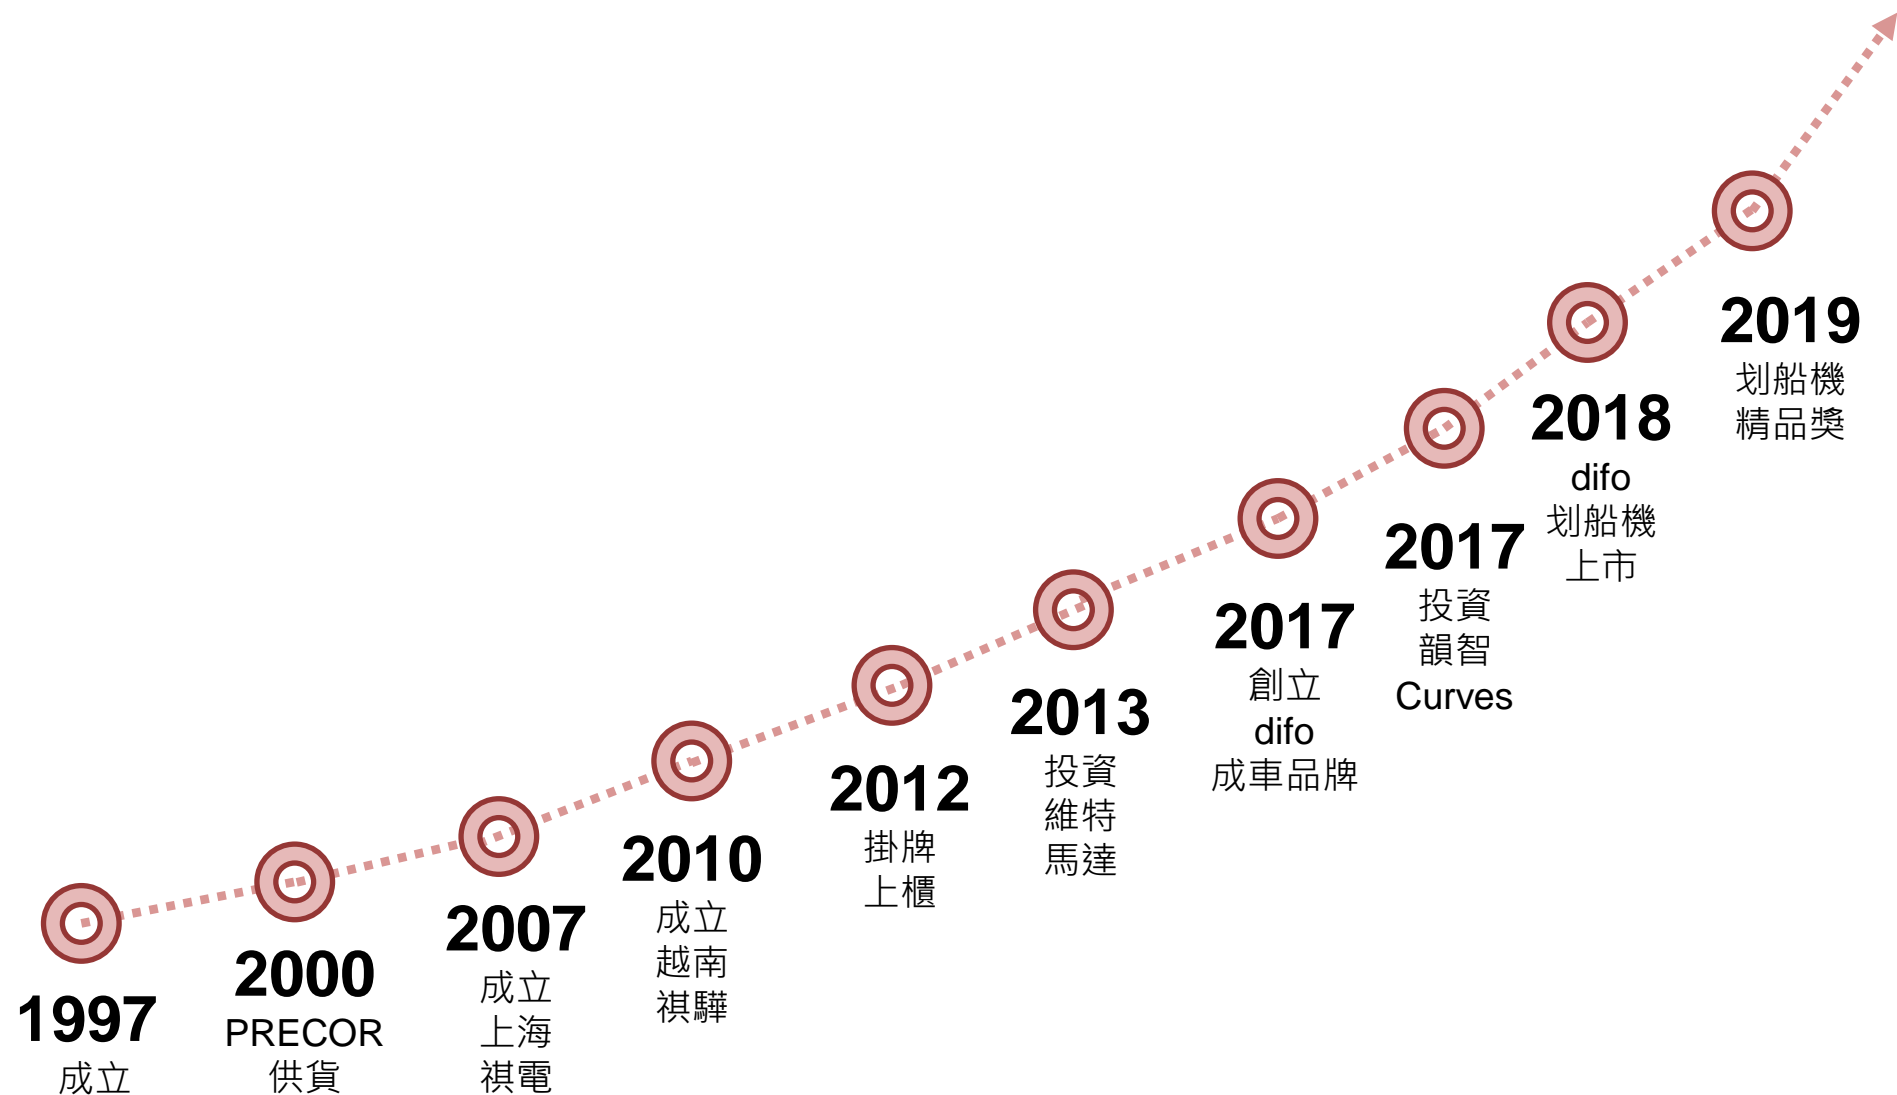 1997
成立
2000
PRECOR
供貨
2007
成立
上海
祺電
2010
成立
越南
祺驊
2012
掛牌
上櫃
2013
投資
維特
馬達
2017
創立
difo
成車品牌
2017
投資
韻智
Curves
2018
difo
划船機
上市
2019
划船機
精品獎